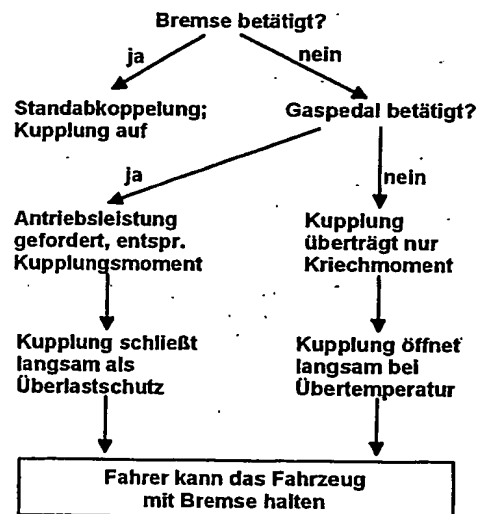 Bremse betätigt?
ja
nein
Standabkoppelung;
Kupplung auf
Gaspedal betätigt?
ja
nein
Antriebsleistung
gefordert, entspr.
Kupplungsmoment
Kupplung
überträgt nur
Kriechmoment
Kupplung schließt
langsam als
Überlastschutz
Kupplung öffnet
langsam bei
Übertemperatur
Fahrer kann das Fahrzeug
mit Bremse halten